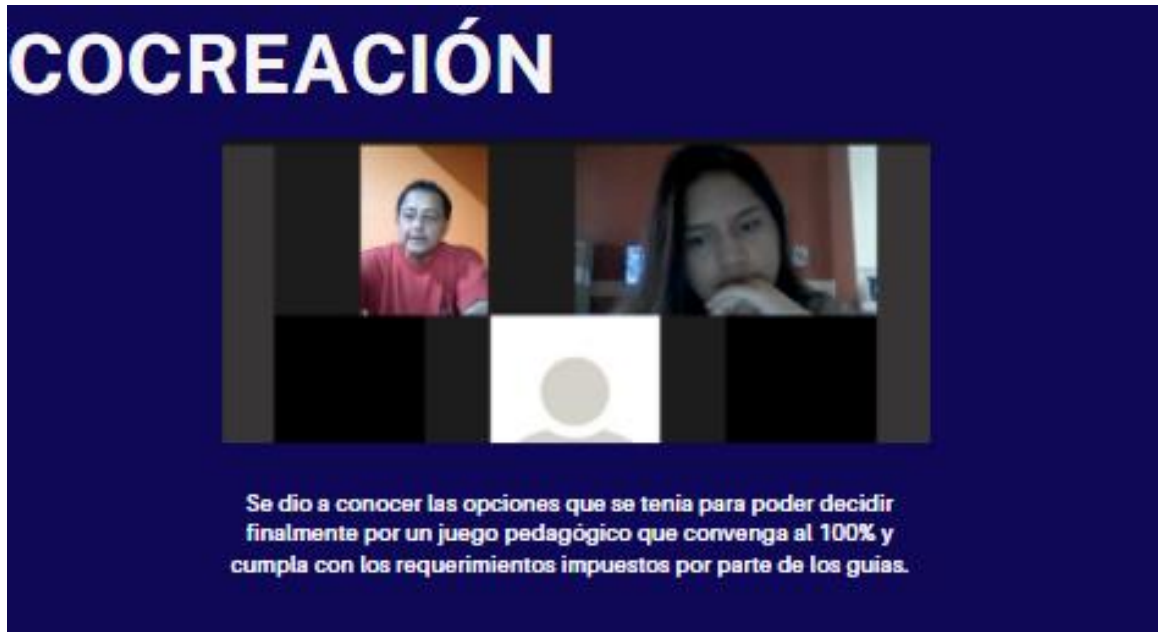 COCREACIÓN
Se dio a conocer las opciones que se tenia para poder decidir
finalmente por un juego pedagógico que convenga al 100% y
cumpla con los requerimientos impuestos por parte de los guias.